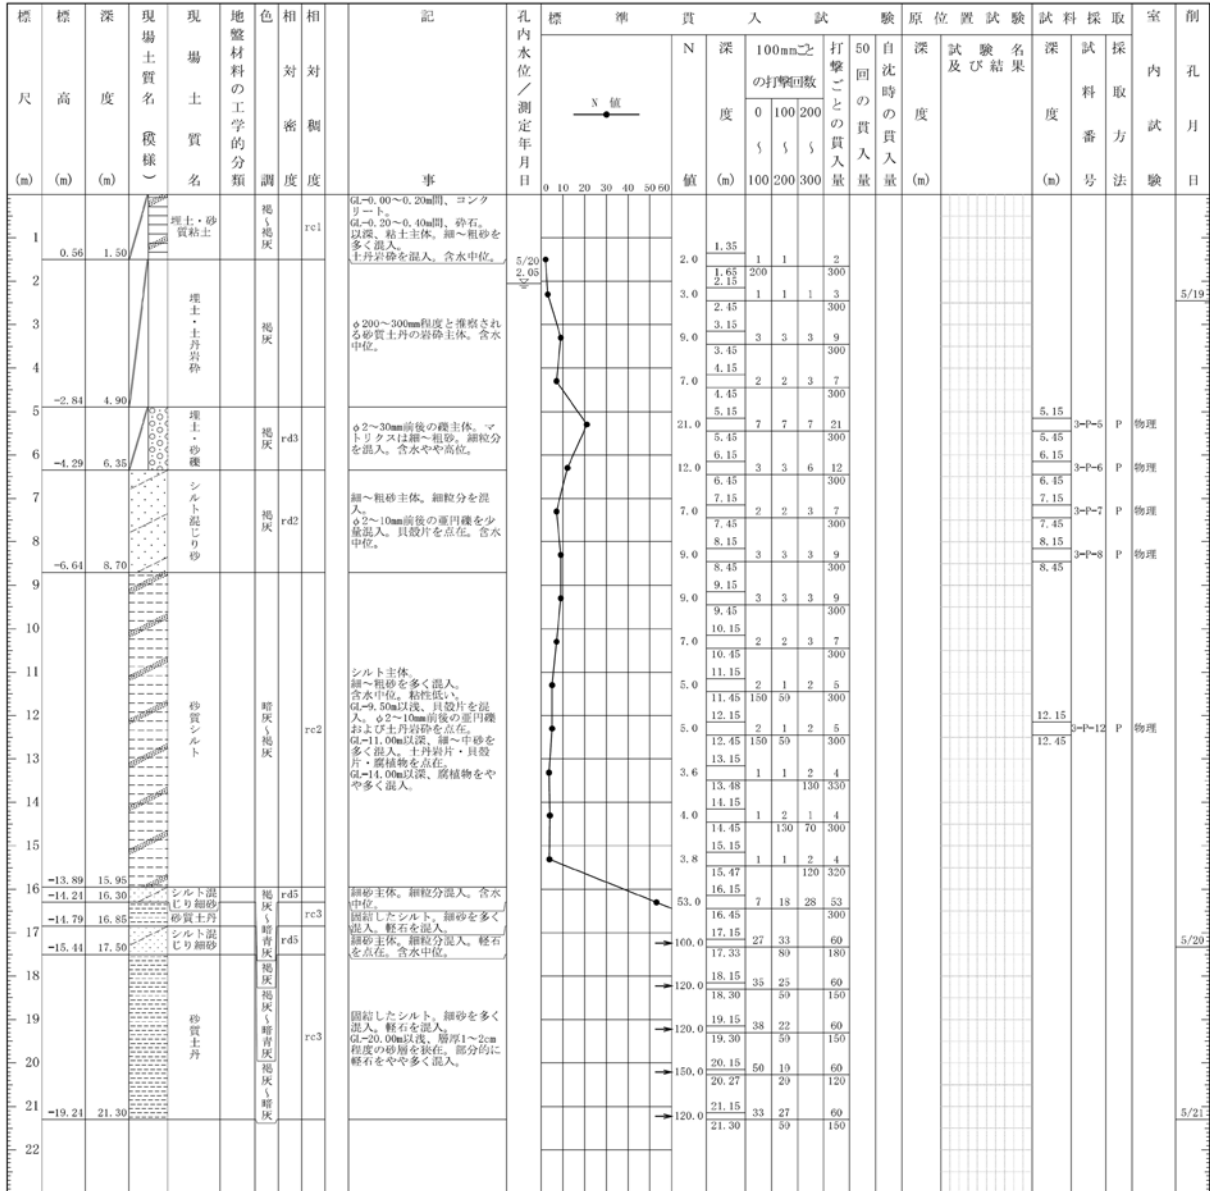 標尺(m)
標高(m)
深度(m)
現場土質名(模様)
現場土質名
地盤材料の工学的分類
色調
相対密度
相対稠度
記事
孔内水位/測定年月日
標準貫入試験
N値
0 10 20 30 40 50 60
N値
深度(m)
100mmごとの打撃回数
0〜100
100〜200
200〜300
打撃ごとの貫入量
50回の貫入量
自沈時の貫入量
原位置試験
深度(m)
試験名及び結果
試料採取
深度(m)
試料番号
採取方法
室内試験
削孔月日
1
2
3
4
5
6
7
8
9
10
11
12
13
14
15
16
17
18
19
20
21
22
0.56 1.50
-2.84 4.90
-4.29 6.35
-6.64 8.70
-13.89 15.95
-14.24 16.30
-14.79 16.85
-15.44 17.50
-19.24 21.30
埋土・砂
質粘土
埋土・土丹岩砕
埋土・砂礫
シルト混じり砂
砂質シルト
シルト混
じり細砂
砂質土丹
シルト混
じり細砂
砂質土丹
褐〜褐灰
褐灰
褐灰
褐灰
暗灰〜褐灰
褐灰〜暗青灰
褐灰
褐灰〜暗青灰
褐灰〜暗灰
rd3
rd2
rd5
rd5
rc1
rc2
rc3
rc3
GL-0.00〜0.20m間、コンク
リート。
GL-0.20〜0.40m間、砕石。
以深、粘土主体。細〜粗砂を
多く混入。
土丹岩砕を混入。含水中位。
φ200〜300mm程度と推察され
る砂質土丹の岩砕主体。含水
中位。
φ2〜30mm前後の礫主体。マ
トリクスは細〜粗砂。細粒分
を混入。含水やや高位。
細〜粗砂主体。細粒分を混
入。
φ2〜10mm前後の亜円礫を少
量混入。貝殻片を点在。含水
中位。
シルト主体。
細〜粗砂を多く混入。
含水中位。粘性低い。
GL-9.50m以浅、貝殻片を混
入。φ2〜10mm前後の亜円礫
および土丹岩砕を点在。
GL-11.00m以深、細〜中砂を
多く混入。土丹岩片・貝殻
片・腐植物を点在。
GL-14.00m以深、腐植物をや
や多く混入。
細砂主体。細粒分混入。含水
中位。
固結したシルト。細砂を多く
混入。軽石を混入。
細砂主体。細粒分混入。軽石
を点在。含水中位。
固結したシルト。細砂を多く
混入。軽石を混入。
GL-20.00m以浅、層厚1〜2cm
程度の砂層を狭在。部分的に
軽石をやや多く混入。
5/20
2.05
2.0 1.35 1 1 2
1.65 200 300
3.0 2.15 1 1 1 3
2.45 300
9.0 3.15 3 3 3 9
3.45 300
7.0 4.15 2 2 3 7
4.45 300
21.0 5.15 7 7 7 21
5.45 300
12.0 6.15 3 3 6 12
6.45 300
7.0 7.15 2 2 3 7
7.45 300
9.0 8.15 3 3 3 9
8.45 300
9.0 9.15 3 3 3 9
9.45 300
7.0 10.15 2 2 3 7
10.45 300
5.0 11.15 2 1 2 5
11.45 150 50 300
5.0 12.15 2 1 2 5
12.45 150 50 300
3.6 13.15 1 1 2 4
13.48 130 330
4.0 14.15 1 2 1 4
14.45 130 70 300
3.8 15.15 1 1 2 4
15.47 120 320
53.0 16.15 7 18 28 53
16.45 300
100.0 17.15 27 33 60
17.33 80 180
120.0 18.15 35 25 60
18.30 50 150
120.0 19.15 38 22 60
19.30 50 150
150.0 20.15 50 10 60
20.27 20 120
120.0 21.15 33 27 60
21.30 50 150
5.15 3-P-5 P 物理
5.45
6.15 3-P-6 P 物理
6.45
7.15 3-P-7 P 物理
7.45
8.15 3-P-8 P 物理
8.45
12.15 3-P-12 P 物理
12.45
5/19
5/20
5/21